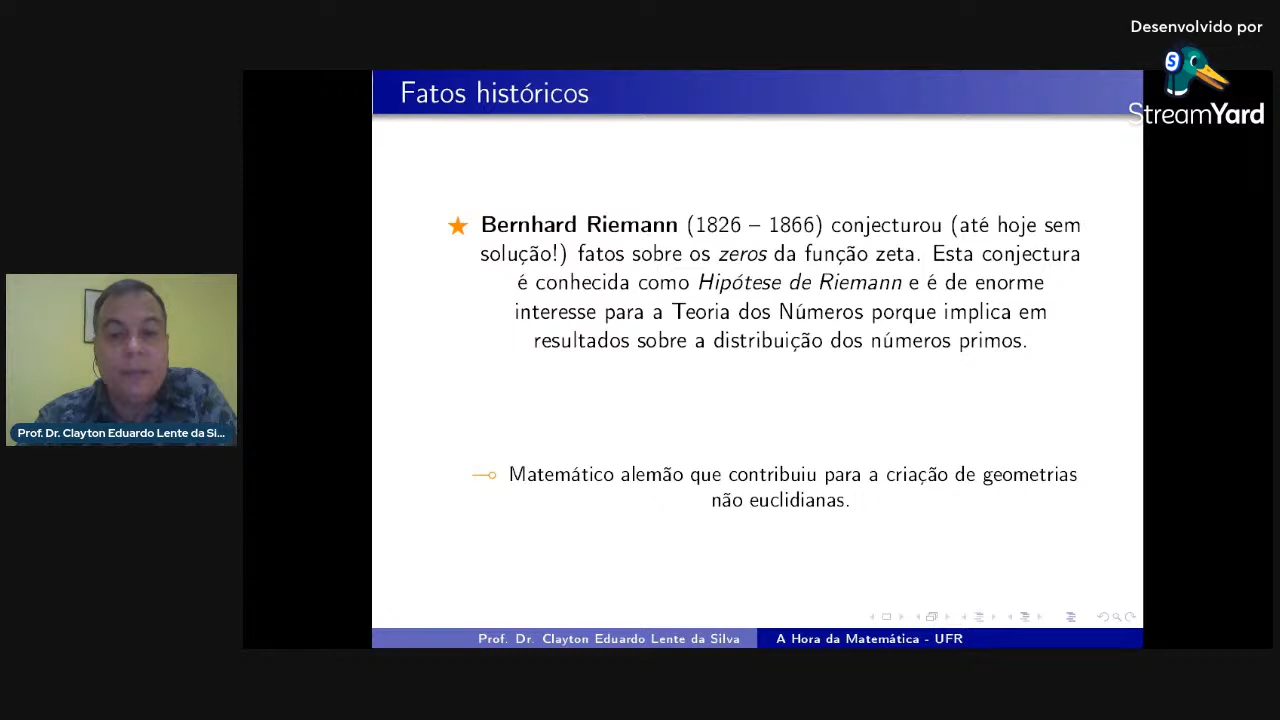 Desenvolvido por
StreamYard
Fatos históricos
Bernhard Riemann (1826 – 1866) conjecturou (até hoje sem
solução!) fatos sobre os zeros da função zeta. Esta conjectura
é conhecida como Hipótese de Riemann e é de enorme
interesse para a Teoria dos Números porque implica em
resultados sobre a distribuição dos números primos.
Matemático alemão que contribuiu para a criação de geometrias
não euclidianas.
Prof. Dr. Clayton Eduardo Lente da Si...
Prof. Dr. Clayton Eduardo Lente da Silva
A Hora da Matemática - UFR